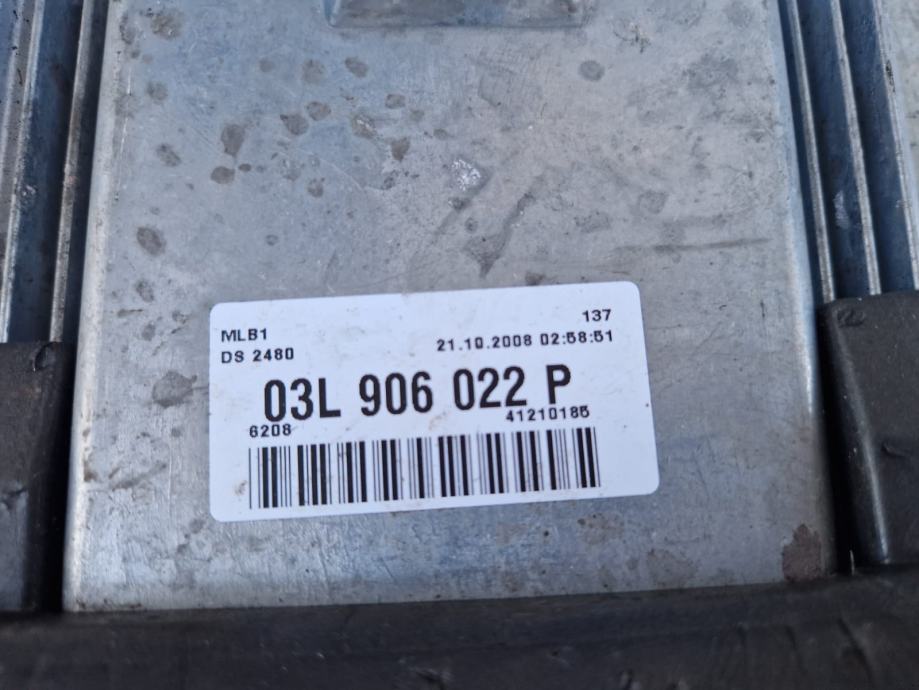 MLB1 137
DS 2480 21.10.2008 02:58:51
03L 906 022 P
6208 41210185